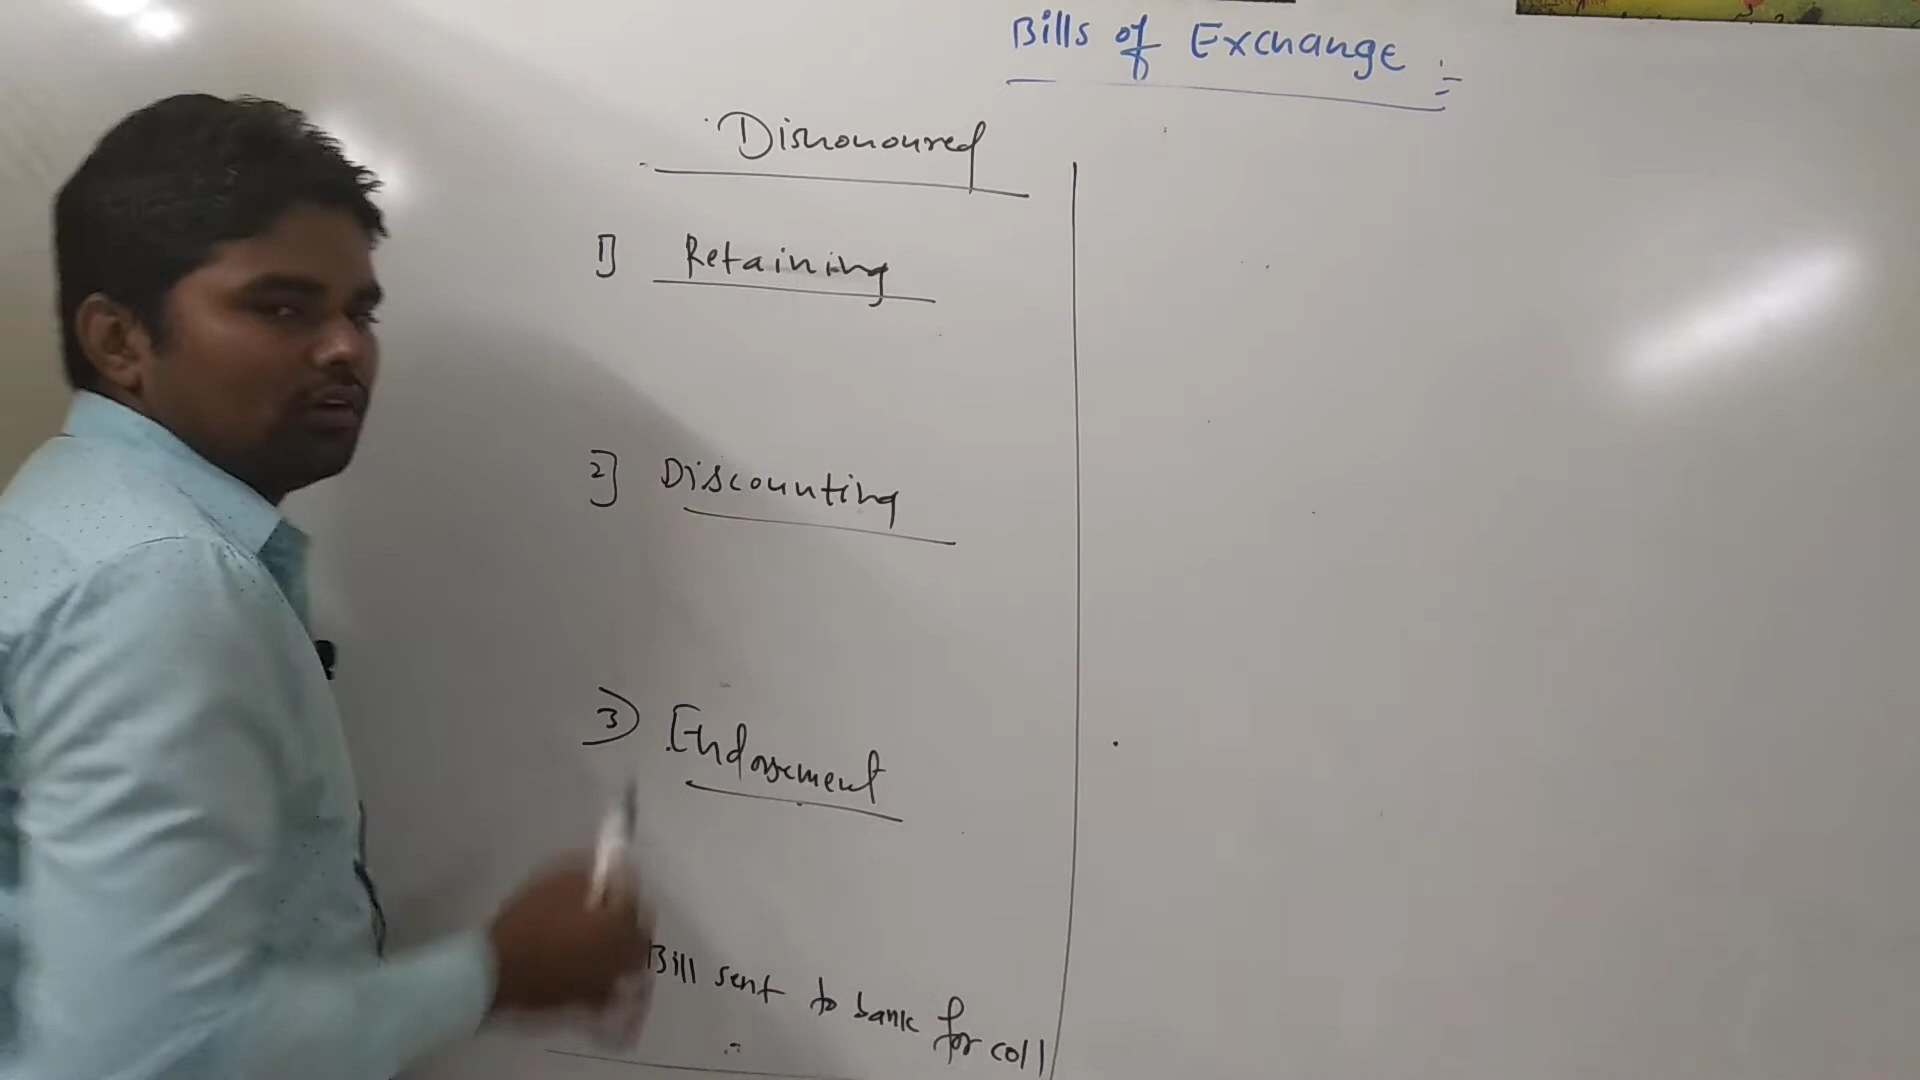 Bills of Exchange :-
Dishonoured
1] Retaining
2] Discounting
3) Endorsement
Bill sent to bank for coll